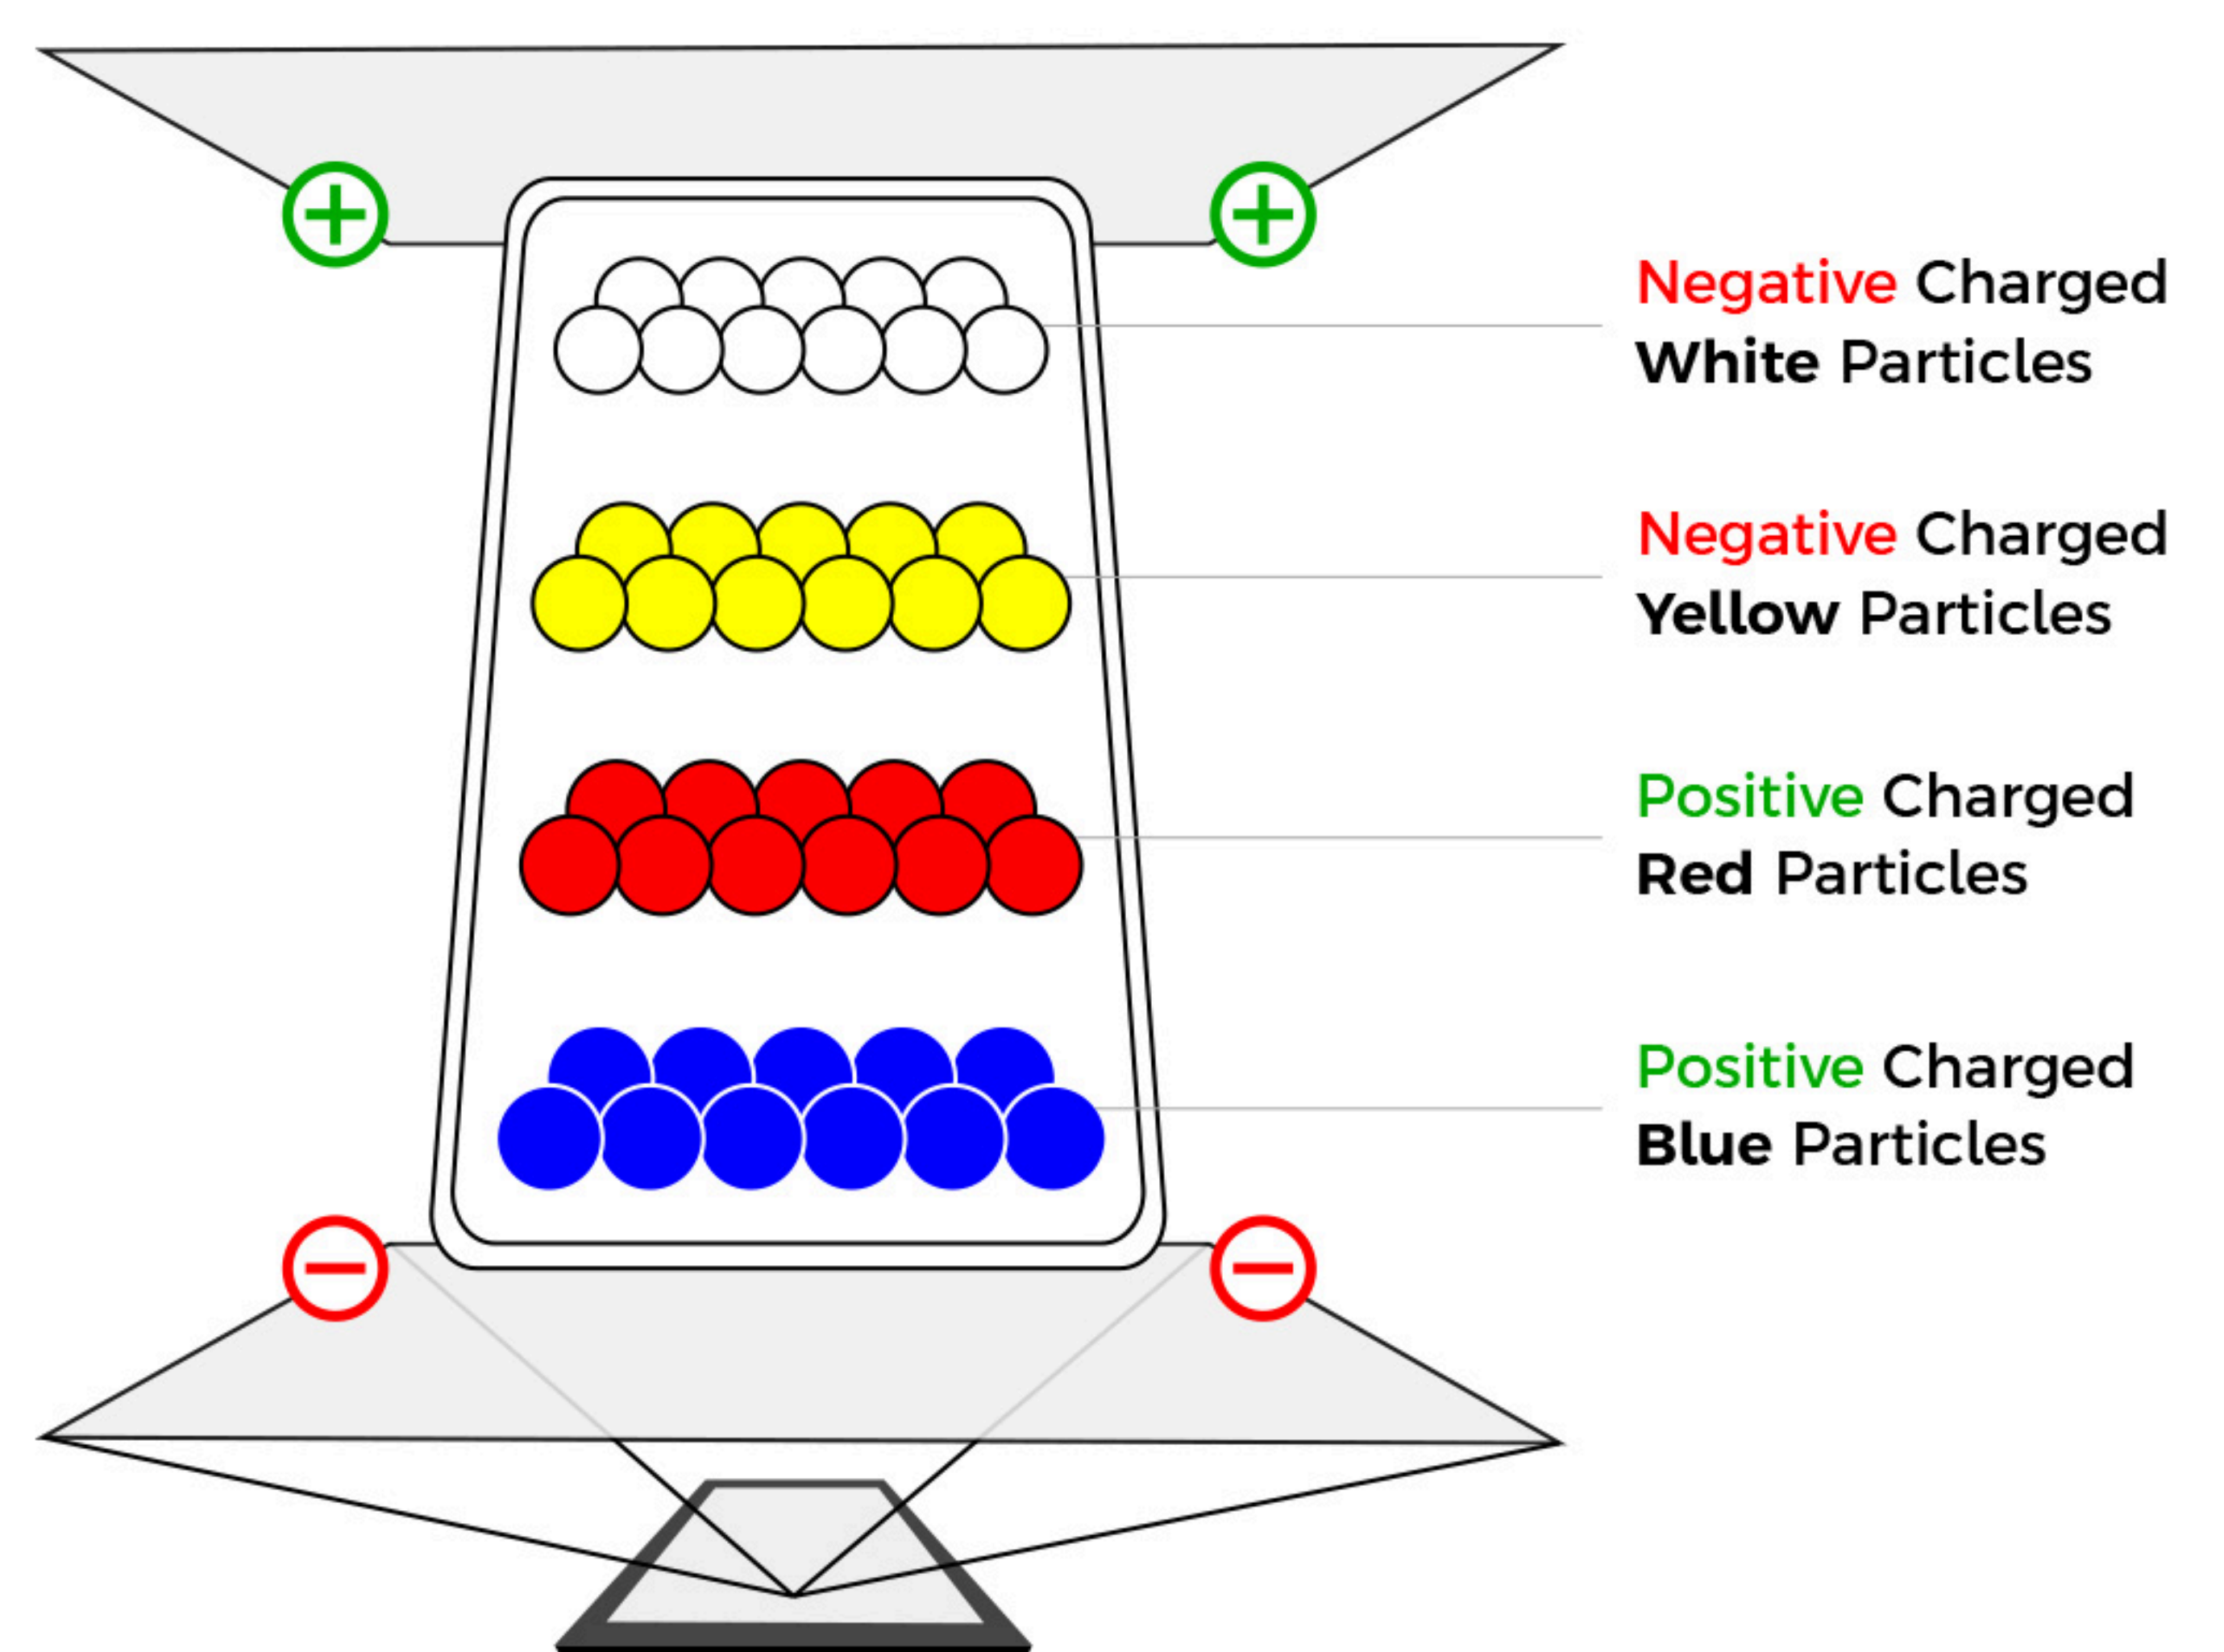 Negative Charged
White Particles
Negative Charged
Yellow Particles
Positive Charged
Red Particles
Positive Charged
Blue Particles